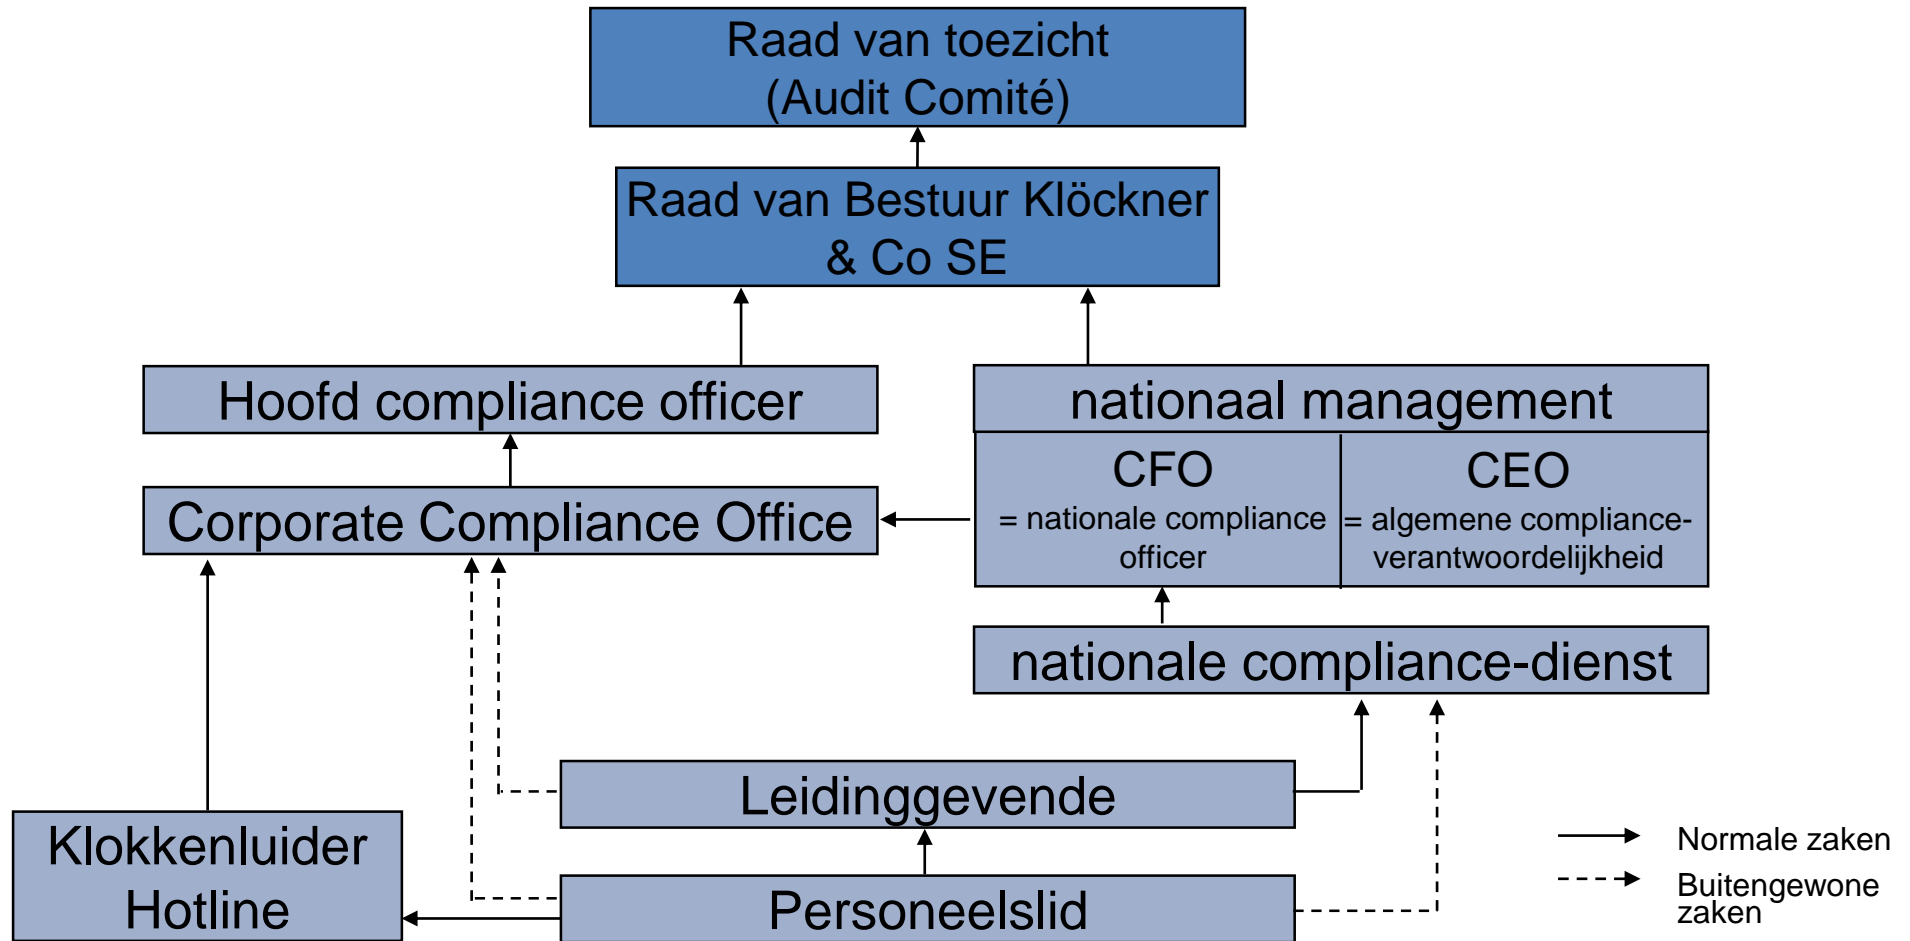 Raad van toezicht
(Audit Comité)
Raad van Bestuur Klöckner
& Co SE
Hoofd compliance officer
nationaal management
CFO
= nationale compliance
officer
CEO
= algemene compliance-
verantwoordelijkheid
Corporate Compliance Office
nationale compliance-dienst
Leidinggevende
Klokkenluider
Hotline
Personeelslid
Normale zaken
Buitengewone
zaken